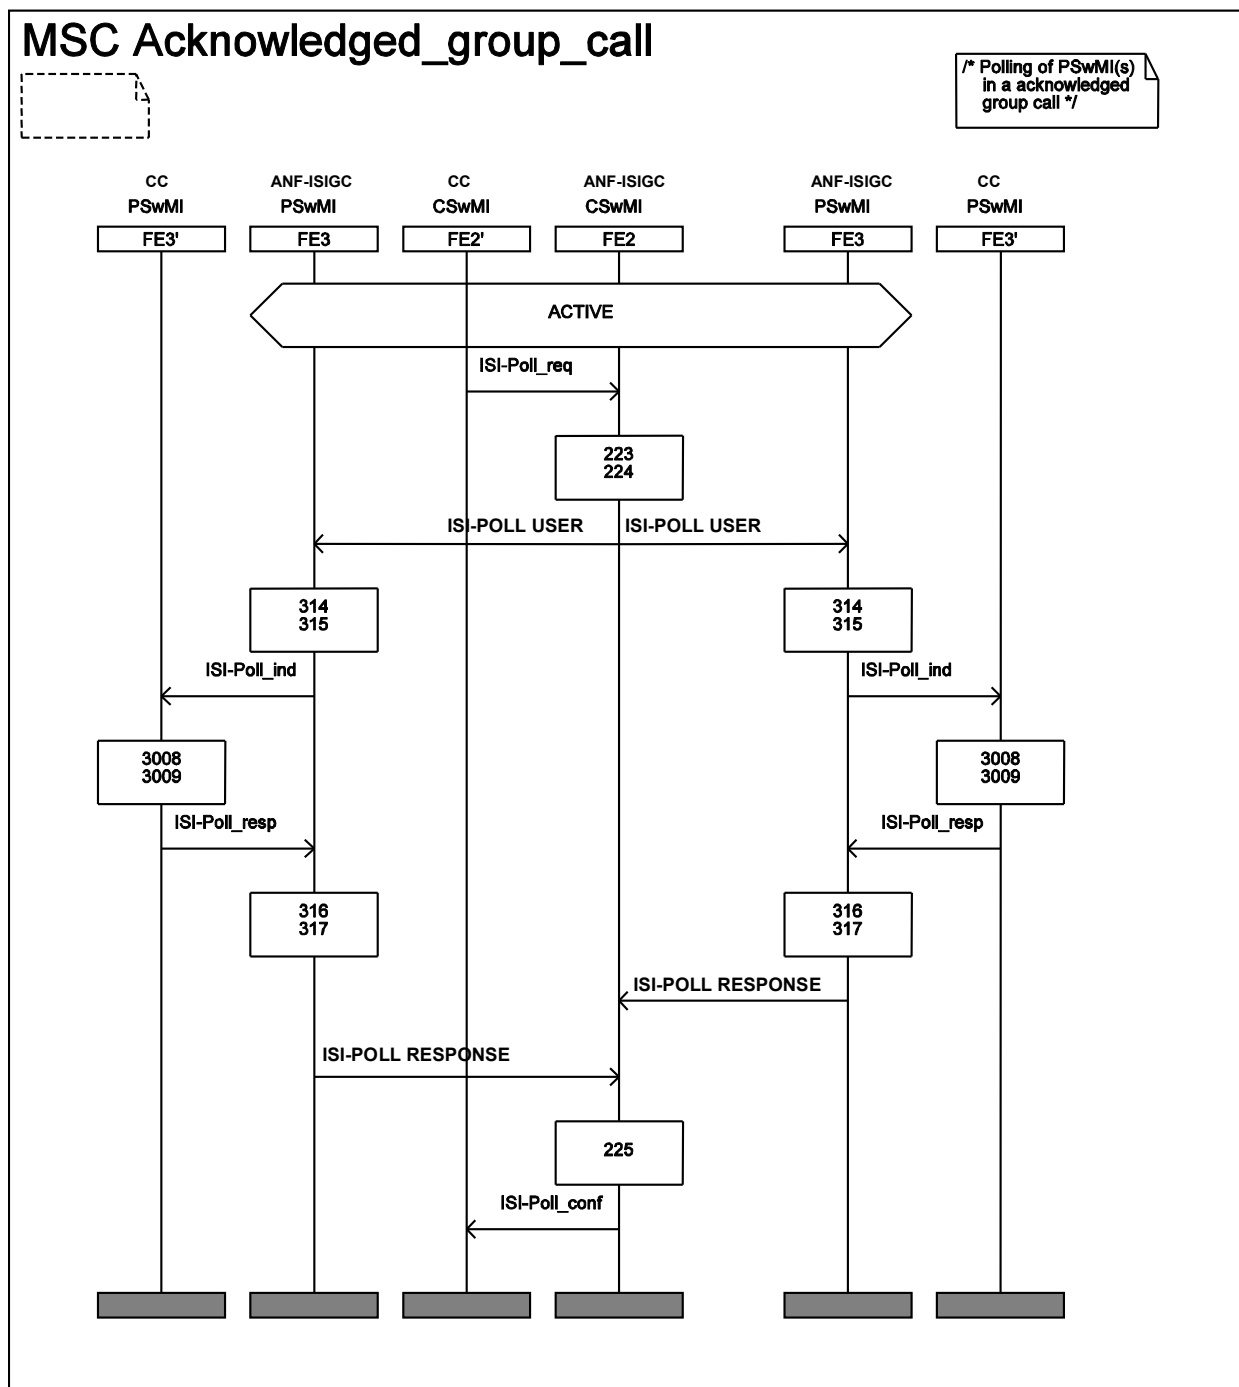 MSC Acknowledged_group_call
/* Polling of PSwMI(s)
in a acknowledged
group call */
CC ANF-ISIGC CC ANF-ISIGC ANF-ISIGC CC
PSwMI PSwMI CSwMI CSwMI PSwMI PSwMI
FE3' FE3 FE2' FE2 FE3 FE3'
ACTIVE
ISI-Poll_req
223
224
ISI-POLL USER ISI-POLL USER
314 314
315 315
ISI-Poll_ind ISI-Poll_ind
3008 3008
3009 3009
ISI-Poll_resp ISI-Poll_resp
316 316
317 317
ISI-POLL RESPONSE
ISI-POLL RESPONSE
225
ISI-Poll_conf